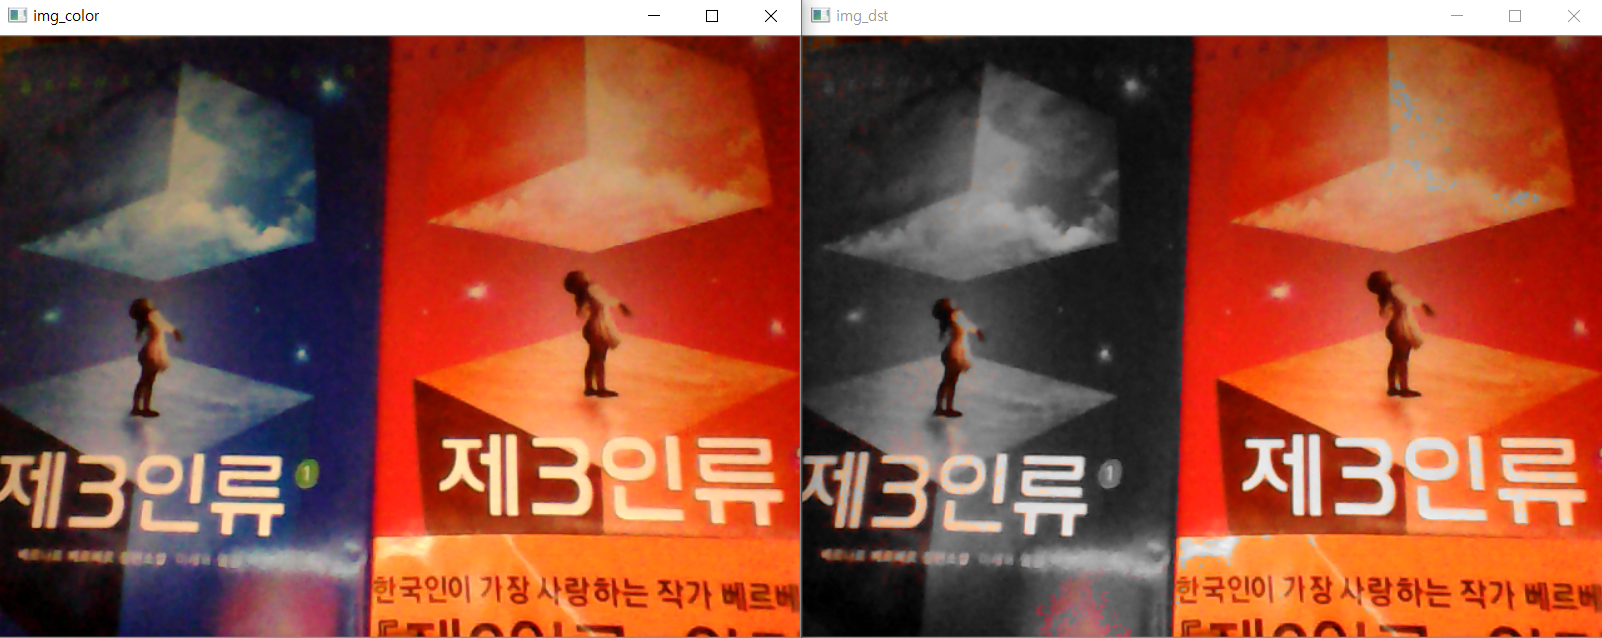 img_color
img_dst
제3인류 1
제3인류
한국인이 가장 사랑하는 작가 베르베
제3인류 1
제3인류
한국인이 가장 사랑하는 작가 베르베